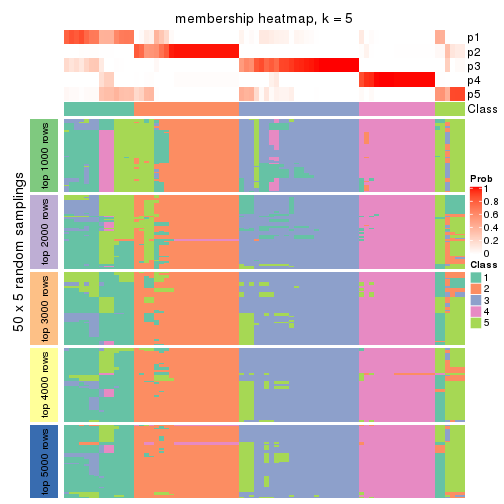 membership heatmap, k = 5
p1
p2
p3
p4
p5
Class
50 x 5 random samplings
top 1000 rows
top 2000 rows
top 3000 rows
top 4000 rows
top 5000 rows
Prob
1
0.8
0.6
0.4
0.2
0
Class
1
2
3
4
5